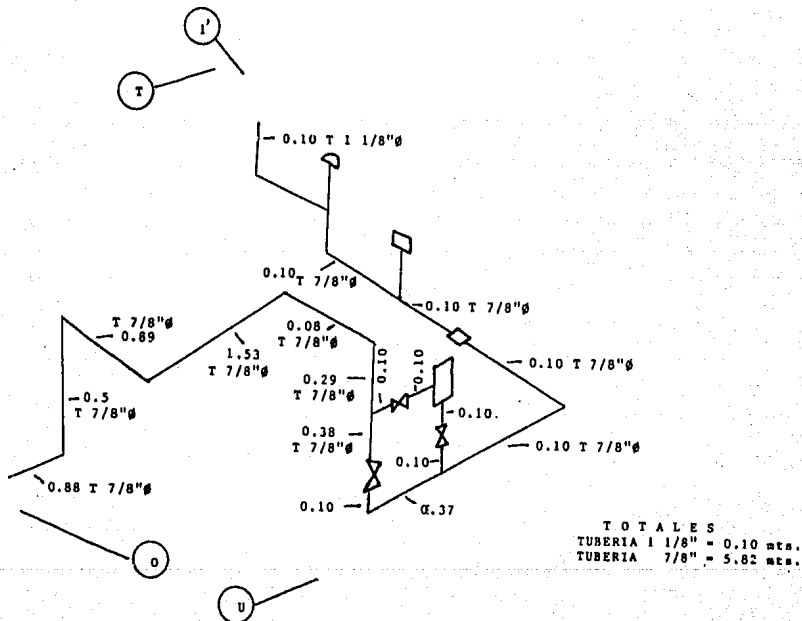 1'
T
0.10 T 1 1/8"ø
0.10 T 7/8"ø
0.10 T 7/8"ø
T 7/8"ø
0.89
0.08
T 7/8"ø
0.10 T 7/8"ø
1.53
T 7/8"ø
0.10
0.10
0.29
T 7/8"ø
0.5
T 7/8"ø
0.10.
0.38
T 7/8"ø
0.10 T 7/8"ø
0.10
0.88 T 7/8"ø
0.10
0.37
T O T A L E S
TUBERIA 1 1/8" = 0.10 mts.
TUBERIA 7/8" = 5.82 mts.
O
U